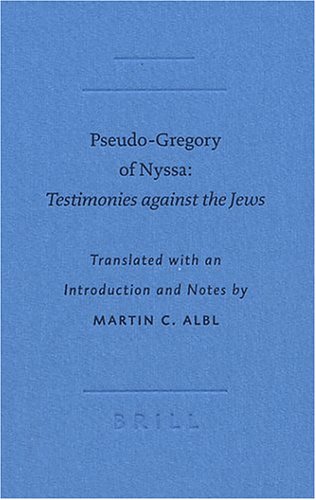 Pseudo-Gregory
of Nyssa:
Testimonies against the Jews
Translated with an
Introduction and Notes by
MARTIN C. ALBL
BRILL